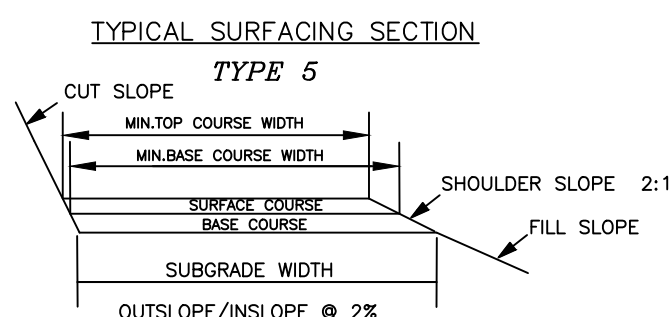 TYPICAL SURFACING SECTION
TYPE 5
CUT SLOPE
MIN.TOP COURSE WIDTH
MIN.BASE COURSE WIDTH
SHOULDER SLOPE 2:1
SURFACE COURSE
BASE COURSE
FILL SLOPE
SUBGRADE WIDTH
OUTSLOPE/INSLOPE @ 2%